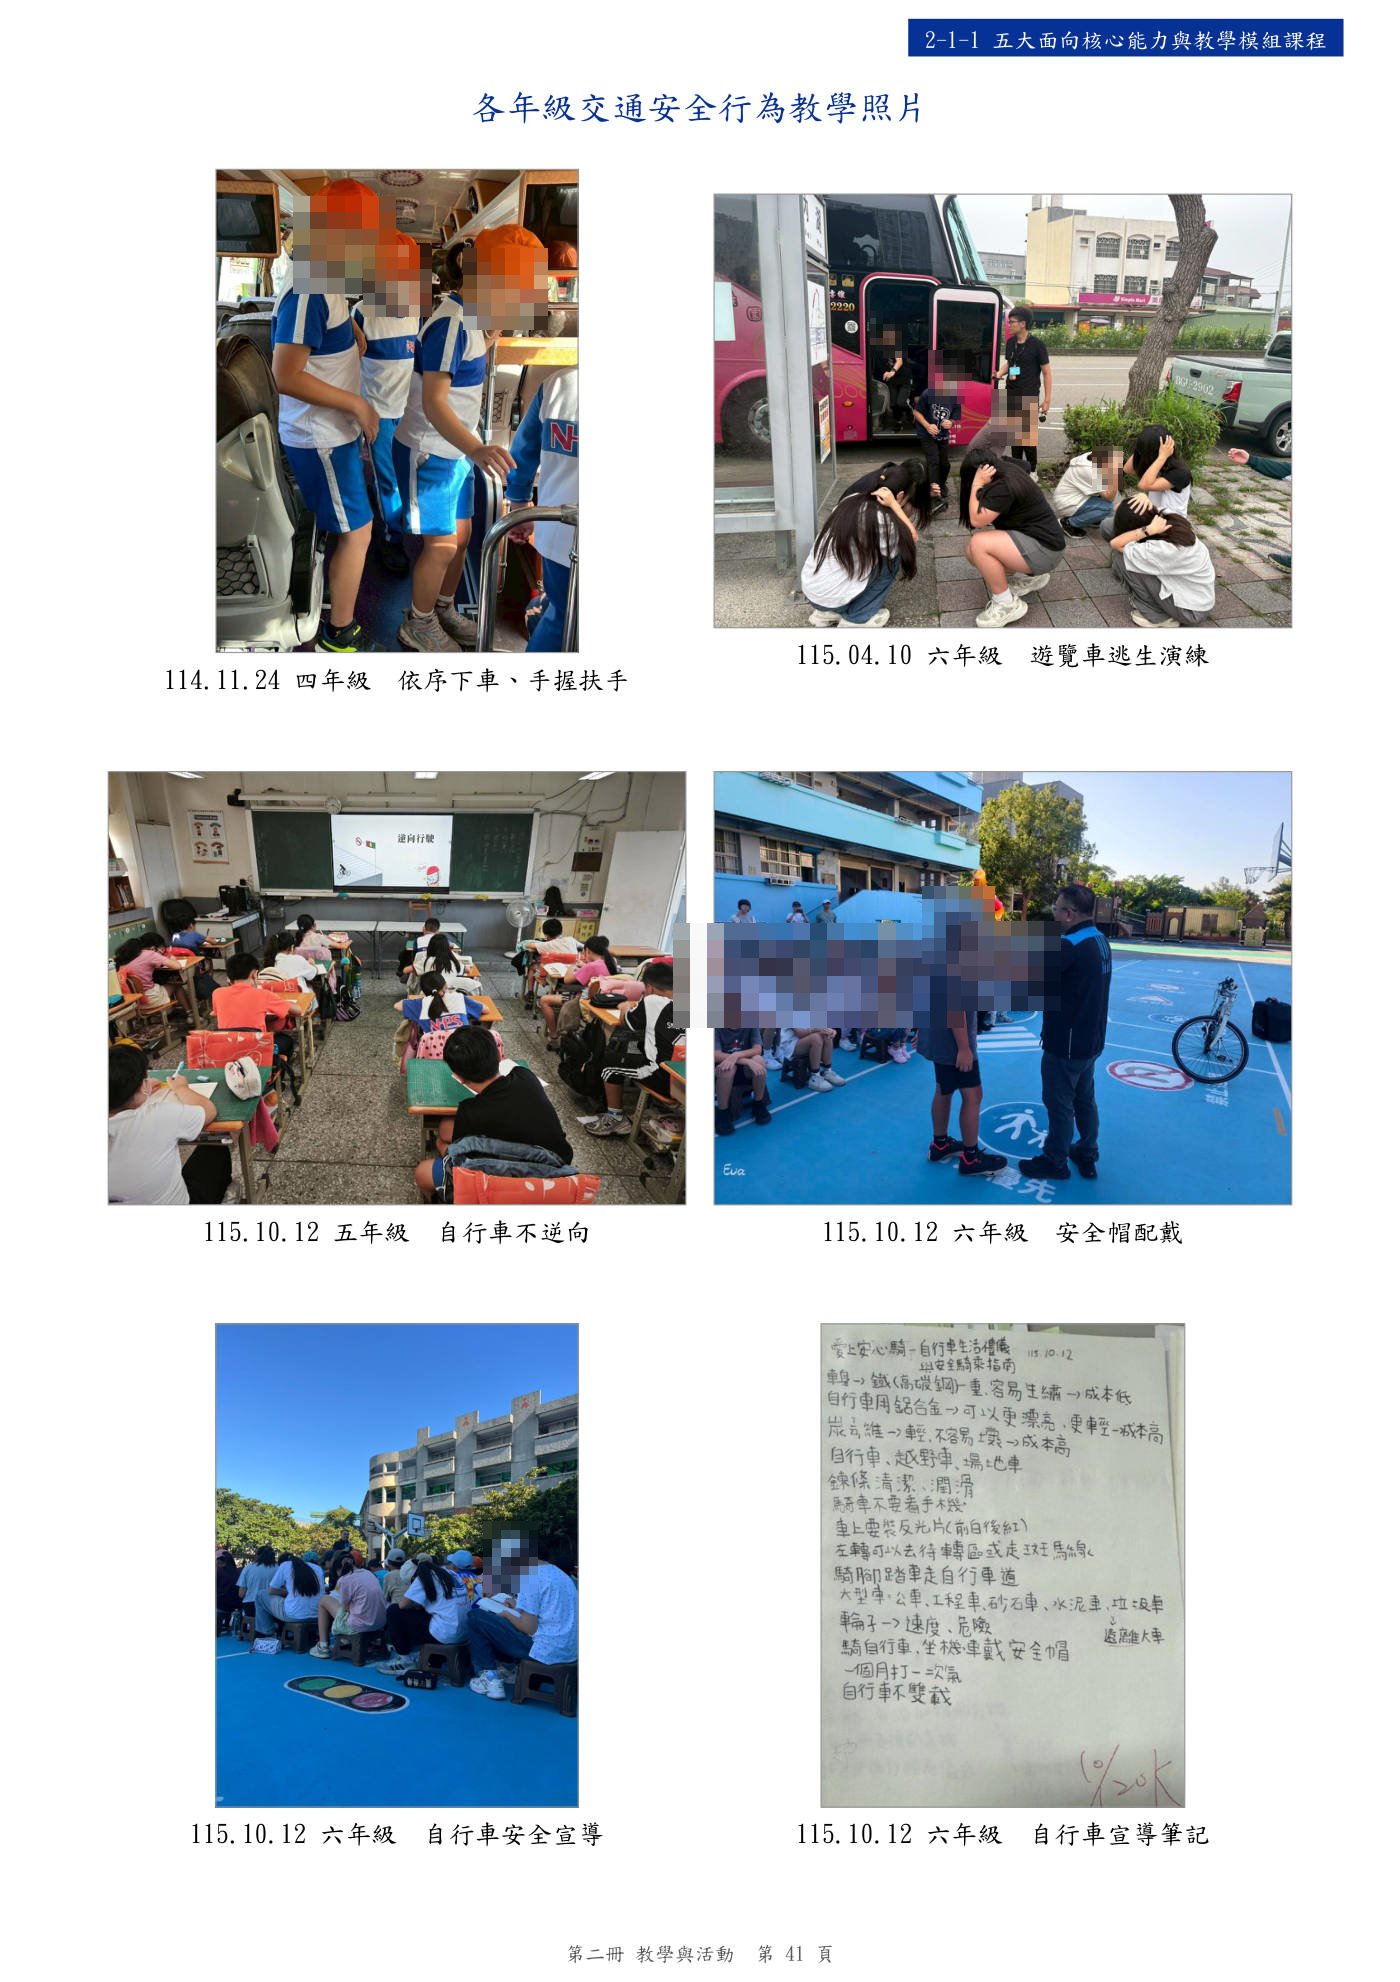 2-1-1 五大面向核心能力與教學模組課程
各年級交通安全行為教學照片
2220
Simple Mart
BGU-2902
114.11.24 四年級 依序下車、手握扶手
115.04.10 六年級 遊覽車逃生演練
逆向行駛
NHPS
Eva
優先
115.10.12 五年級 自行車不逆向
115.10.12 六年級 安全帽配戴
愛上安心騎-自行車生活禮儀 115.10.12
與安全騎乘指南
車身→鐵(高碳鋼)-重、容易生繡→成本低
自行車用鋁合金→可以更漂亮、更輕→成本高
維→輕、不容易壞→成本高
自行車、越野車、場地車
鍊條清潔、潤滑
騎車不要看手機
車上要裝反光片(前白後紅)
左轉可以去待轉區或走斑馬線
騎腳踏車走自行車道
大型車:公車、工程車、砂石車、水泥車、垃圾車
輪子→速度、危險
遠離大車
騎自行車、坐機車戴安全帽
一個月打一次氣
自行車不雙載
10/20K
115.10.12 六年級 自行車安全宣導
115.10.12 六年級 自行車宣導筆記
第二冊 教學與活動 第 41 頁